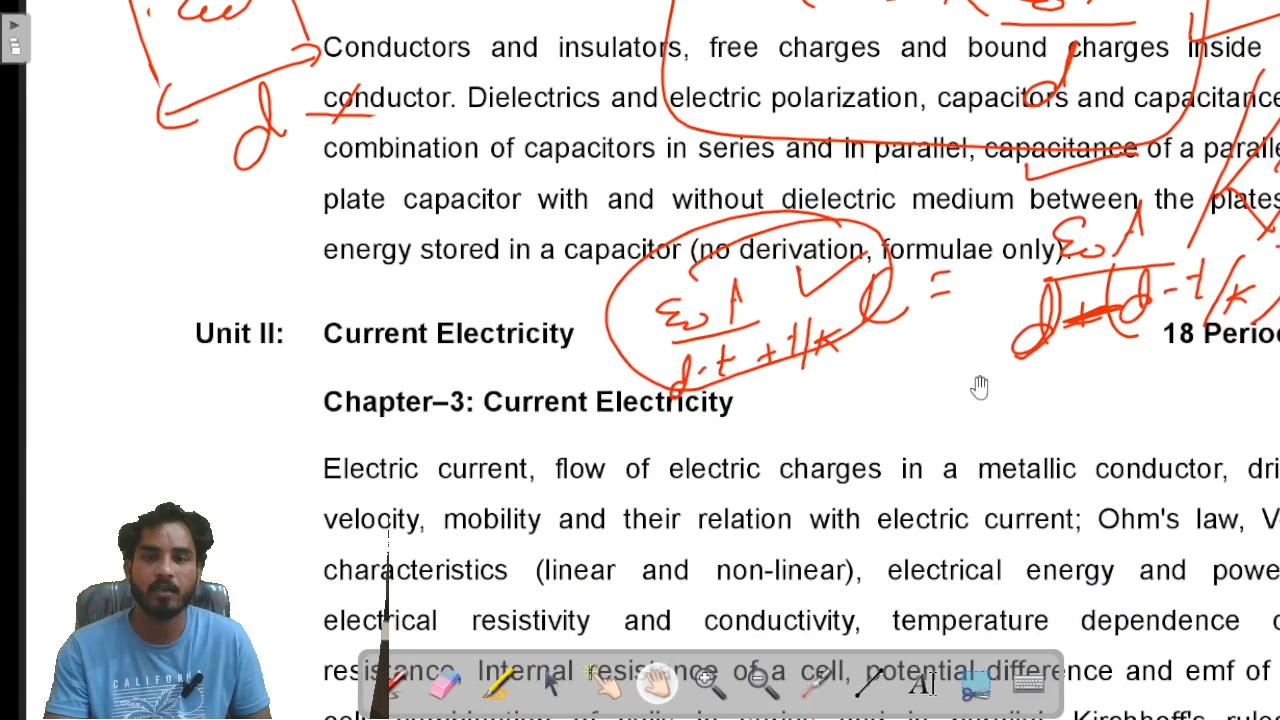 Conductors and insulators, free charges and bound charges inside
d
conductor. Dielectrics and electric polarization, capacitors and capacitance
d
combination of capacitors in series and in parallel, capacitance of a paralle
plate capacitor with and without dielectric medium between the plates
energy stored in a capacitor (no derivation, formulae only).
ε₀A / d-t+t/K
=
ε₀A
Unit II: Current Electricity 18 Perio
Chapter–3: Current Electricity
Electric current, flow of electric charges in a metallic conductor, dri
velocity, mobility and their relation with electric current; Ohm's law, V
characteristics (linear and non-linear), electrical energy and powe
electrical resistivity and conductivity, temperature dependence o
resistance. Internal resistance of a cell, potential difference and emf of
CALIFORN